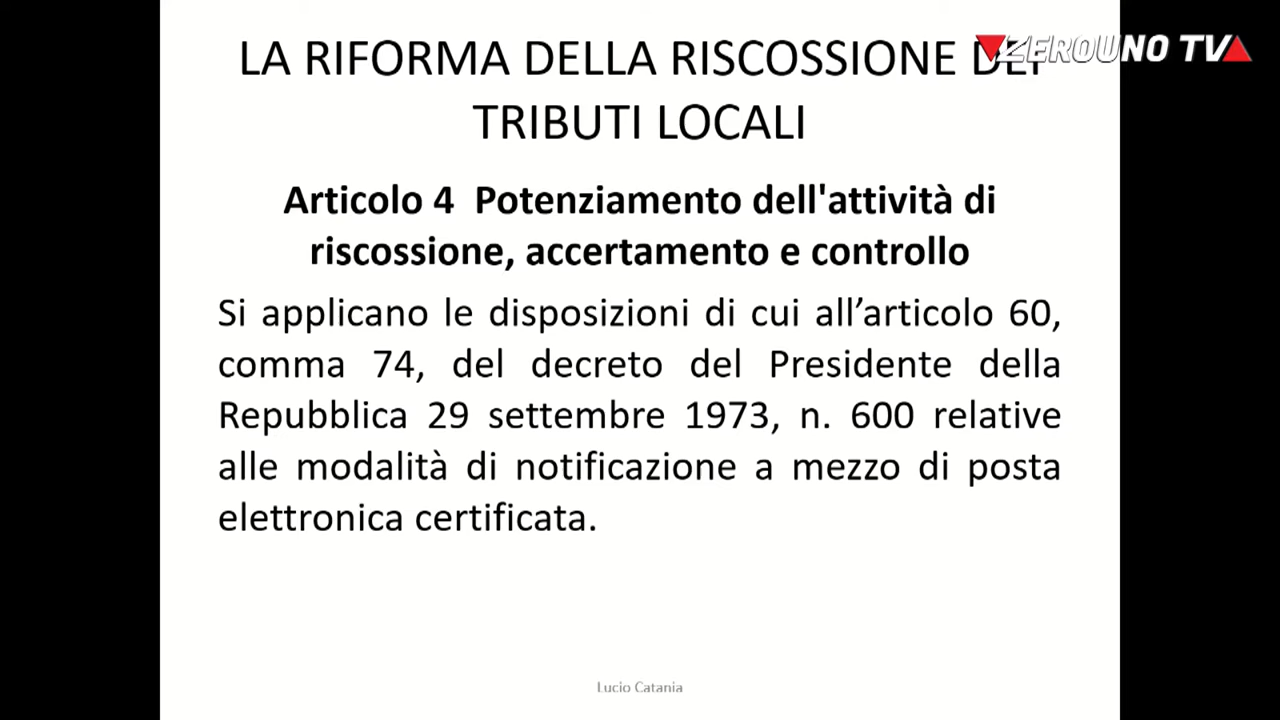 LA RIFORMA DELLA RISCOSSIONE DEI
TRIBUTI LOCALI
ZEROUNO TV
Articolo 4 Potenziamento dell'attività di
riscossione, accertamento e controllo
Si applicano le disposizioni di cui all’articolo 60,
comma 74, del decreto del Presidente della
Repubblica 29 settembre 1973, n. 600 relative
alle modalità di notificazione a mezzo di posta
elettronica certificata.
Lucio Catania